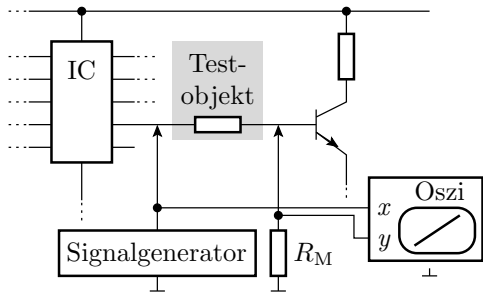 IC
Test-
objekt
Oszi
x
y
Signalgenerator
R_M